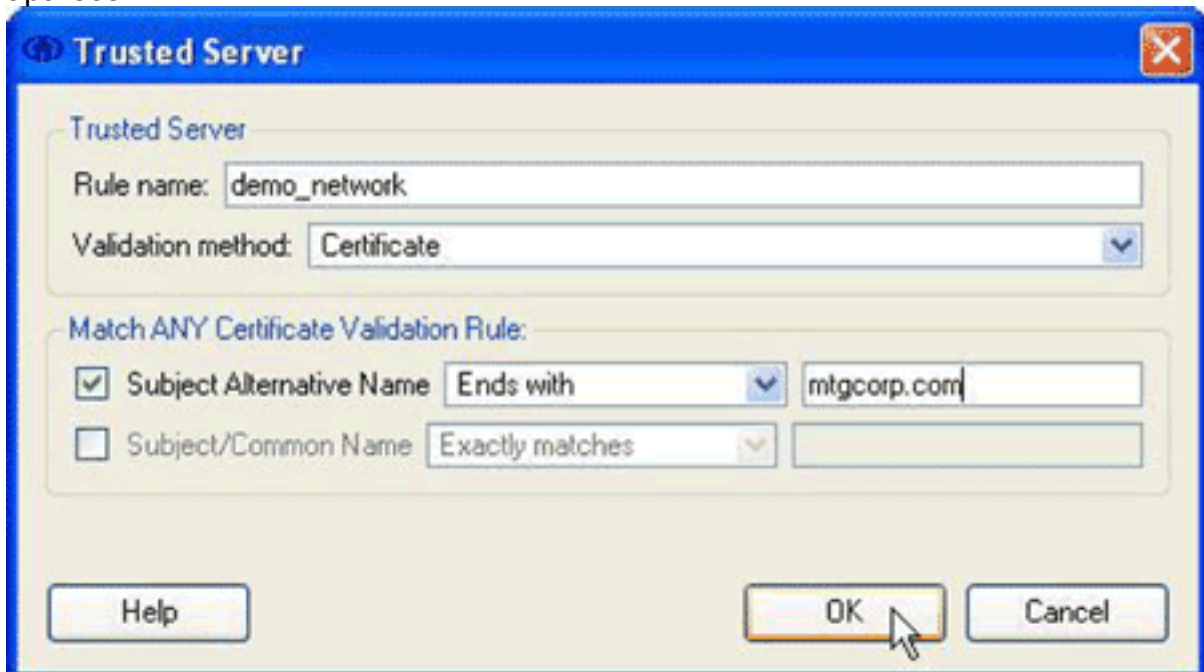 Trusted Server
Trusted Server
Rule name: demo_network
Validation method: Certificate
Match ANY Certificate Validation Rule:
Subject Alternative Name Ends with mtgcorp.com
Subject/Common Name Exactly matches
Help OK Cancel